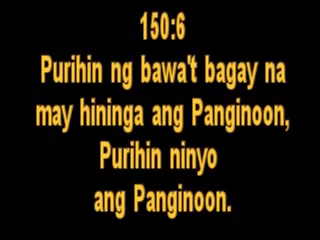 150:6
Purihin ng bawa't bagay na
may hininga ang Panginoon,
Purihin ninyo
ang Panginoon.